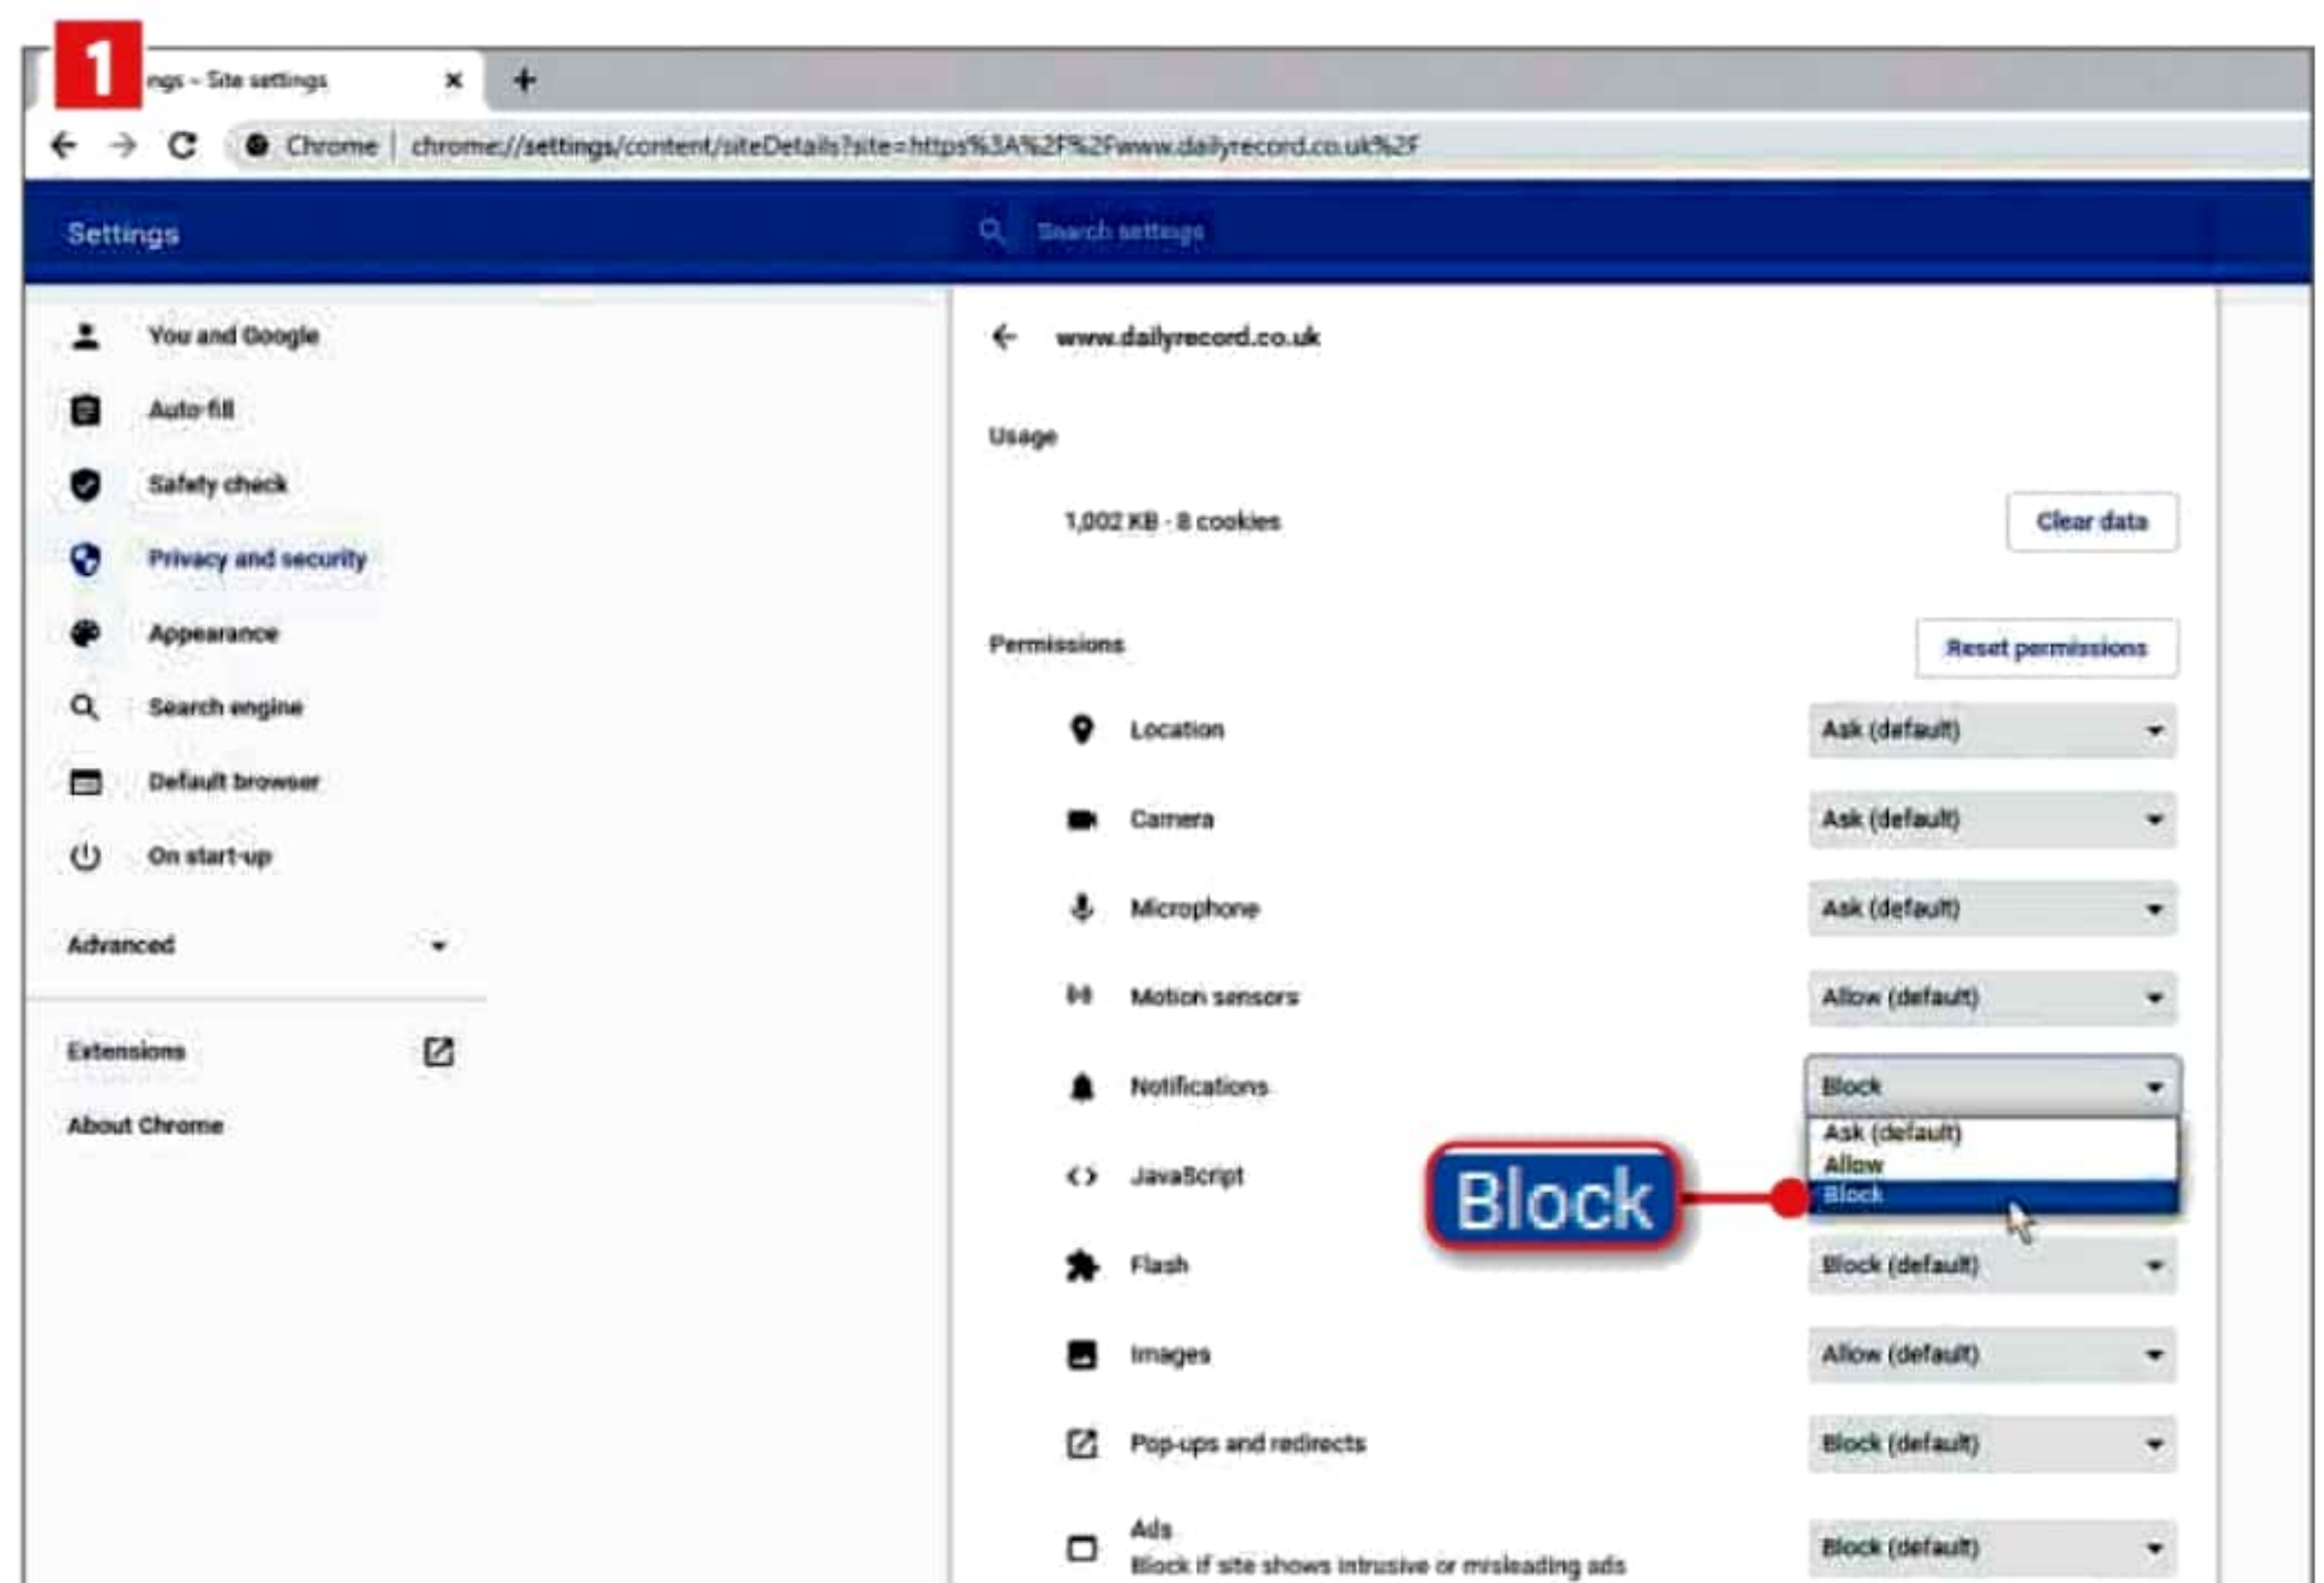 1
ngs – Site settings
Chrome | chrome://settings/content/siteDetails?site=https%3A%2F%2Fwww.dailyrecord.co.uk%2F
Settings
Search settings
You and Google
Auto-fill
Safety check
Privacy and security
Appearance
Search engine
Default browser
On start-up
Advanced
Extensions
About Chrome
www.dailyrecord.co.uk
Usage
1,002 KB · 8 cookies
Clear data
Permissions
Reset permissions
Location
Ask (default)
Camera
Ask (default)
Microphone
Ask (default)
Motion sensors
Allow (default)
Notifications
Block
Ask (default)
Allow
Block
JavaScript
Block
Flash
Block (default)
Images
Allow (default)
Pop-ups and redirects
Block (default)
Ads
Block if site shows intrusive or misleading ads
Block (default)